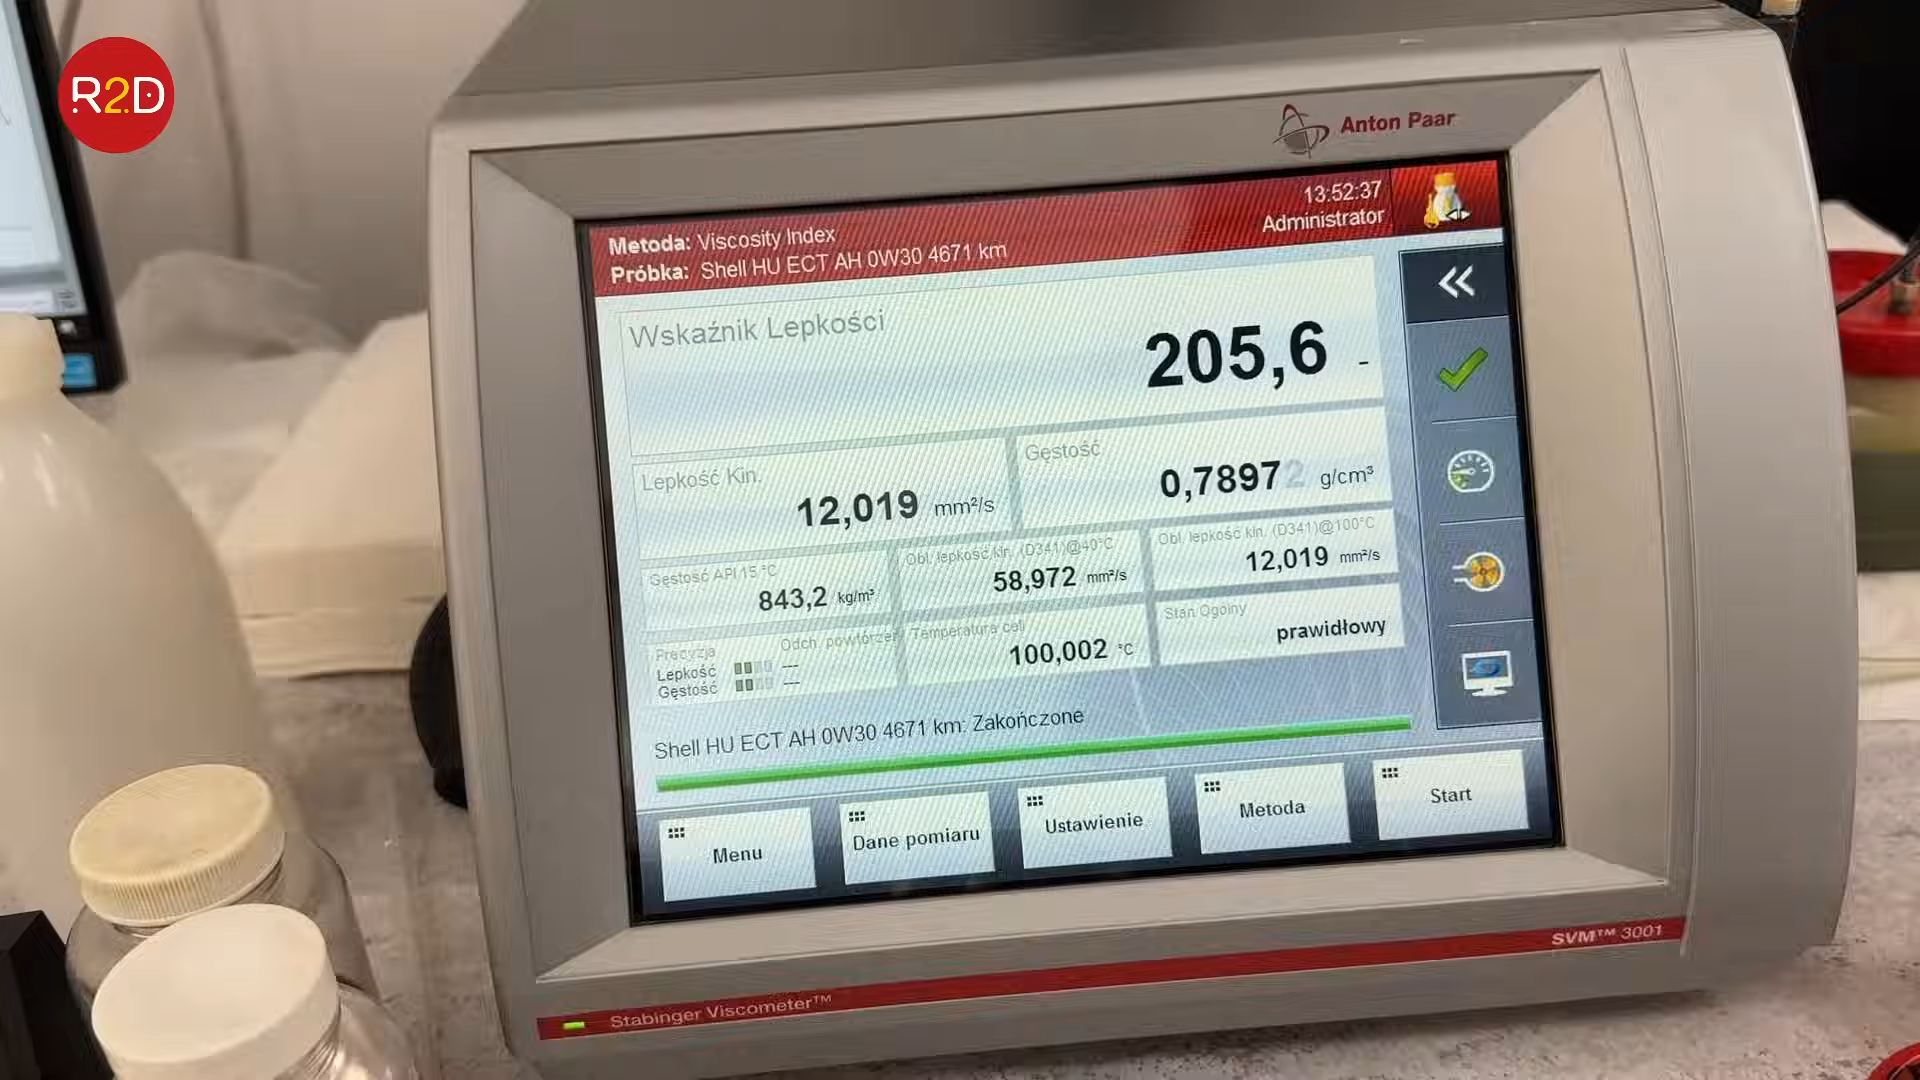 R2D
Anton Paar
13:52:37
Administrator
Metoda: Viscosity Index
Próbka: Shell HU ECT AH 0W30 4671 km
Wskaźnik Lepkości
205,6 -
Lepkość Kin.
12,019 mm²/s
Gęstość
0,78972 g/cm³
Gęstość API 15 °C
843,2 kg/m³
Obl. lepkość kin. (D341)@40°C
58,972 mm²/s
Obl. lepkość kin. (D341)@100°C
12,019 mm²/s
Precyzja
Odch. powtórzeń
Lepkość ---
Gęstość ---
Temperatura celi
100,002 °C
Stan Ogólny
prawidłowy
Shell HU ECT AH 0W30 4671 km: Zakończone
Menu
Dane pomiaru
Ustawienie
Metoda
Start
SVM™ 3001
Stabinger Viscometer™